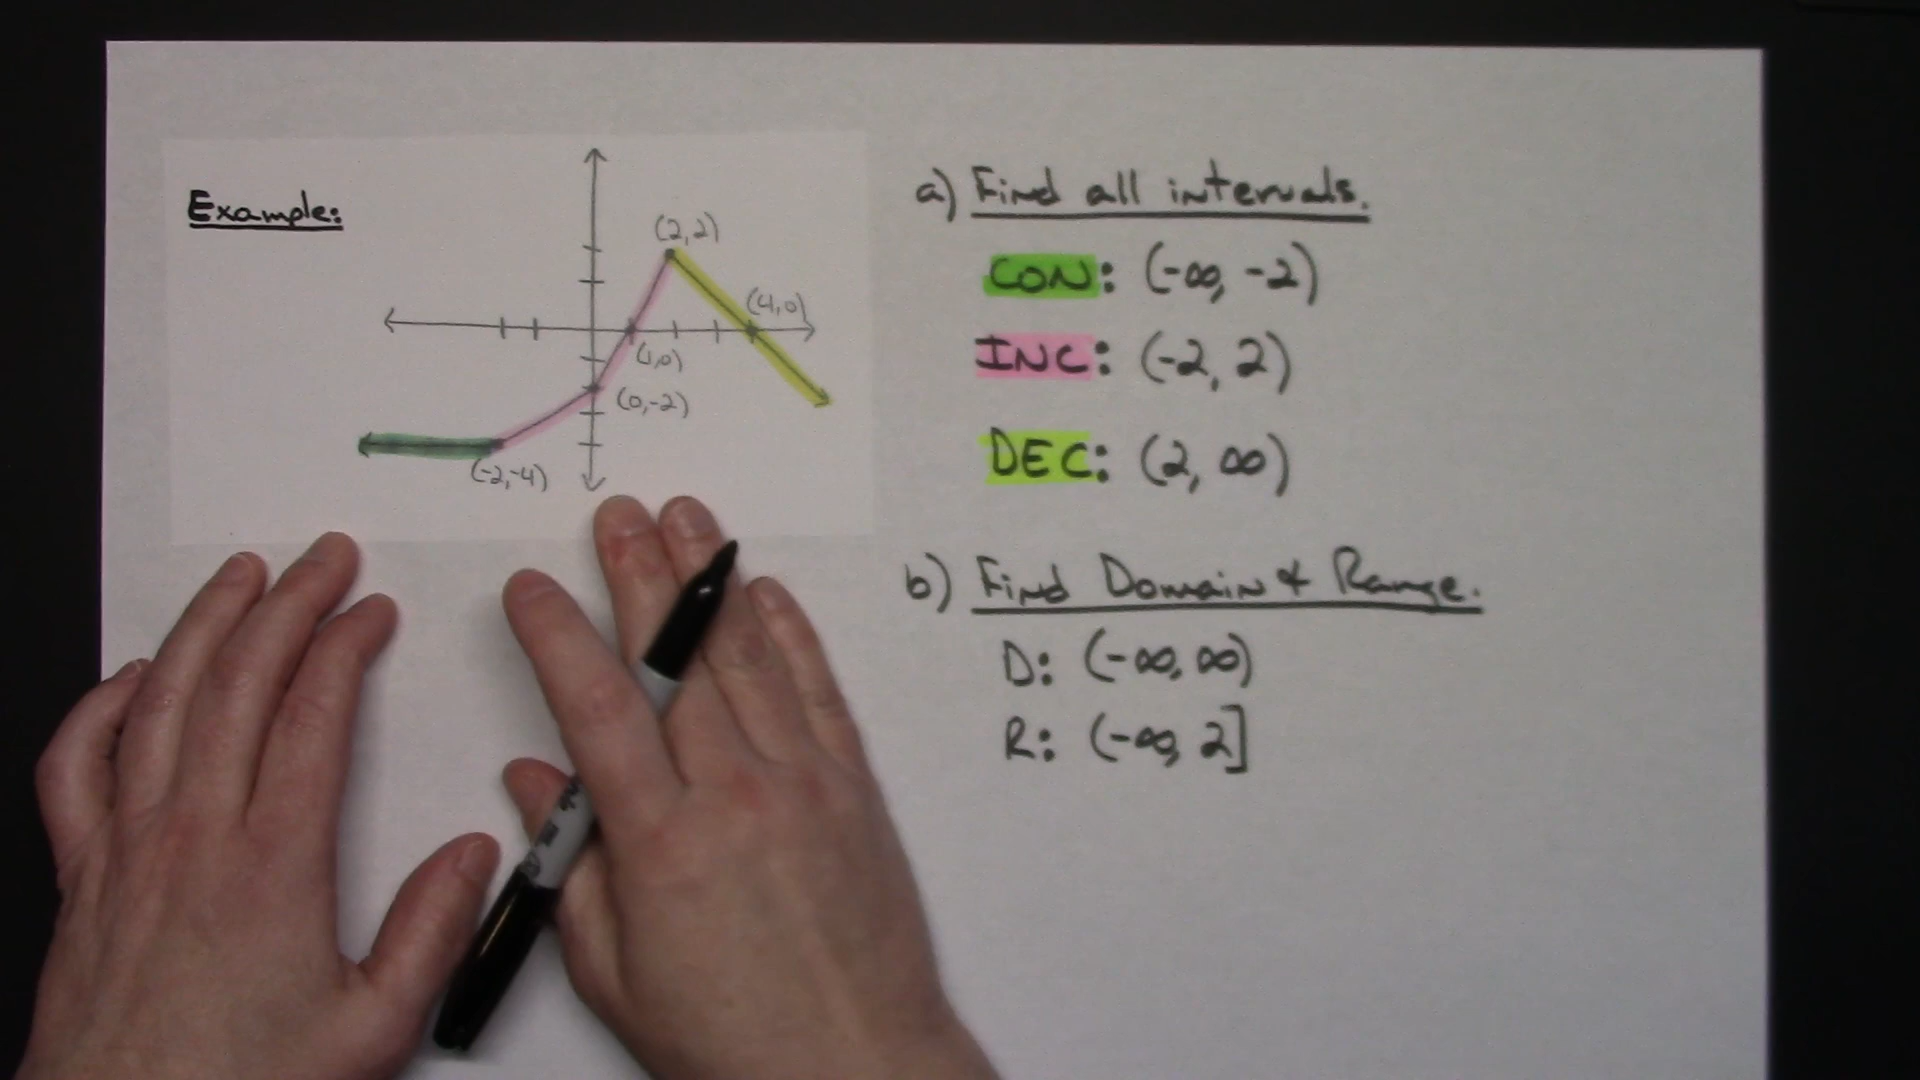 Example:
(2,2)
(4,0)
(1,0)
(0,-2)
(-2,-4)
a) Find all intervals.
CON: (-∞, -2)
INC: (-2, 2)
DEC: (2, ∞)
b) Find Domain & Range.
D: (-∞, ∞)
R: (-∞, 2]